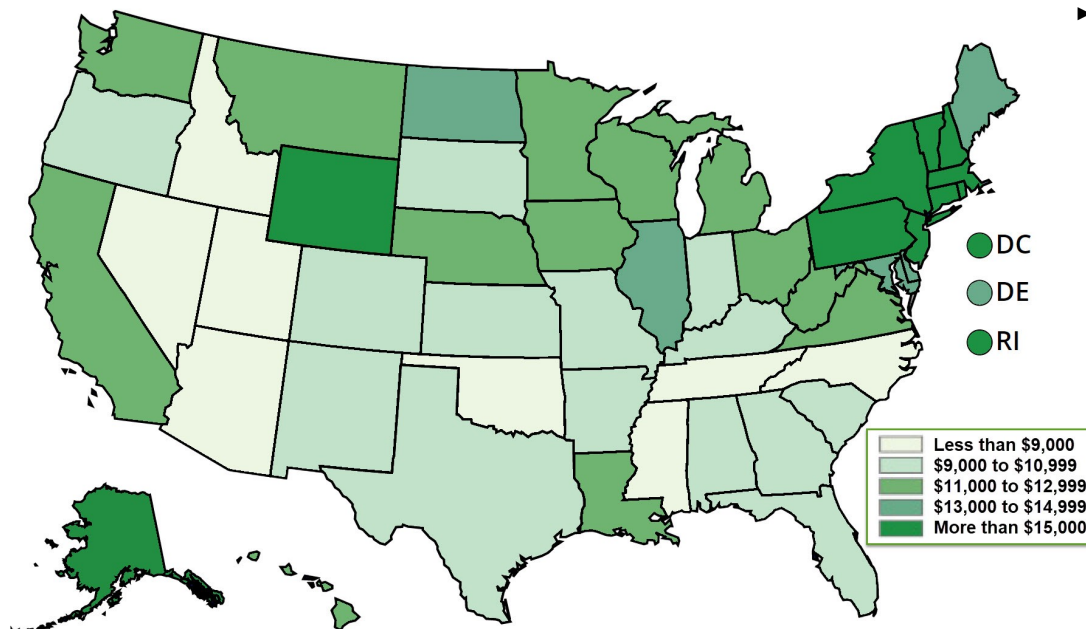 DC
DE
RI
Less than $9,000
$9,000 to $10,999
$11,000 to $12,999
$13,000 to $14,999
More than $15,000